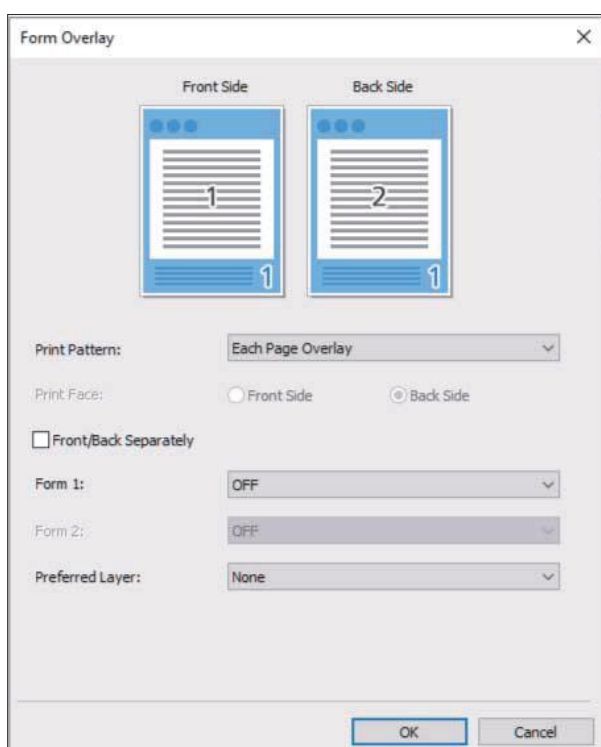 Form Overlay
Front Side Back Side
1 2
1 1
Print Pattern: Each Page Overlay
Print Face: Front Side Back Side
Front/Back Separately
Form 1: OFF
Form 2: OFF
Preferred Layer: None
OK Cancel